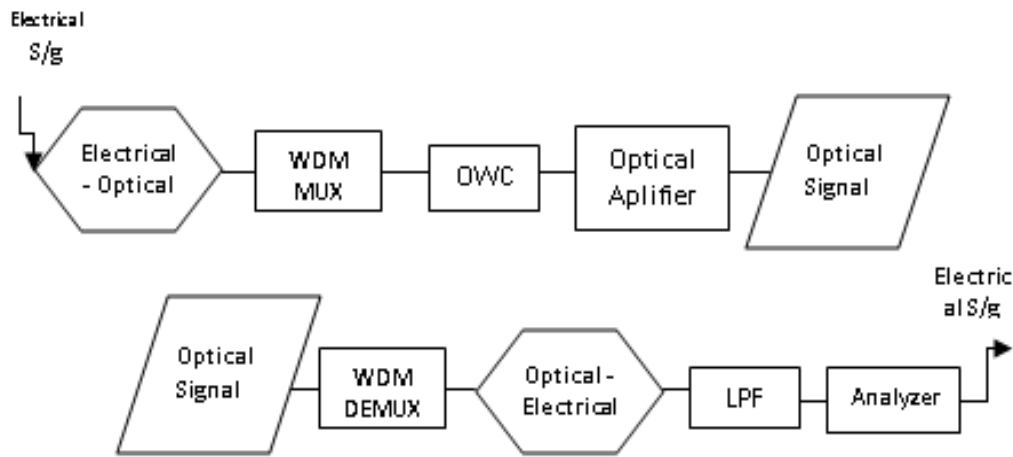 Electrical
S/g
Electrical
- Optical
WDM
MUX
OWC
Optical
Aplifier
Optical
Signal
Electric
al S/g
Optical
Signal
WDM
DEMUX
Optical -
Electrical
LPF
Analyzer